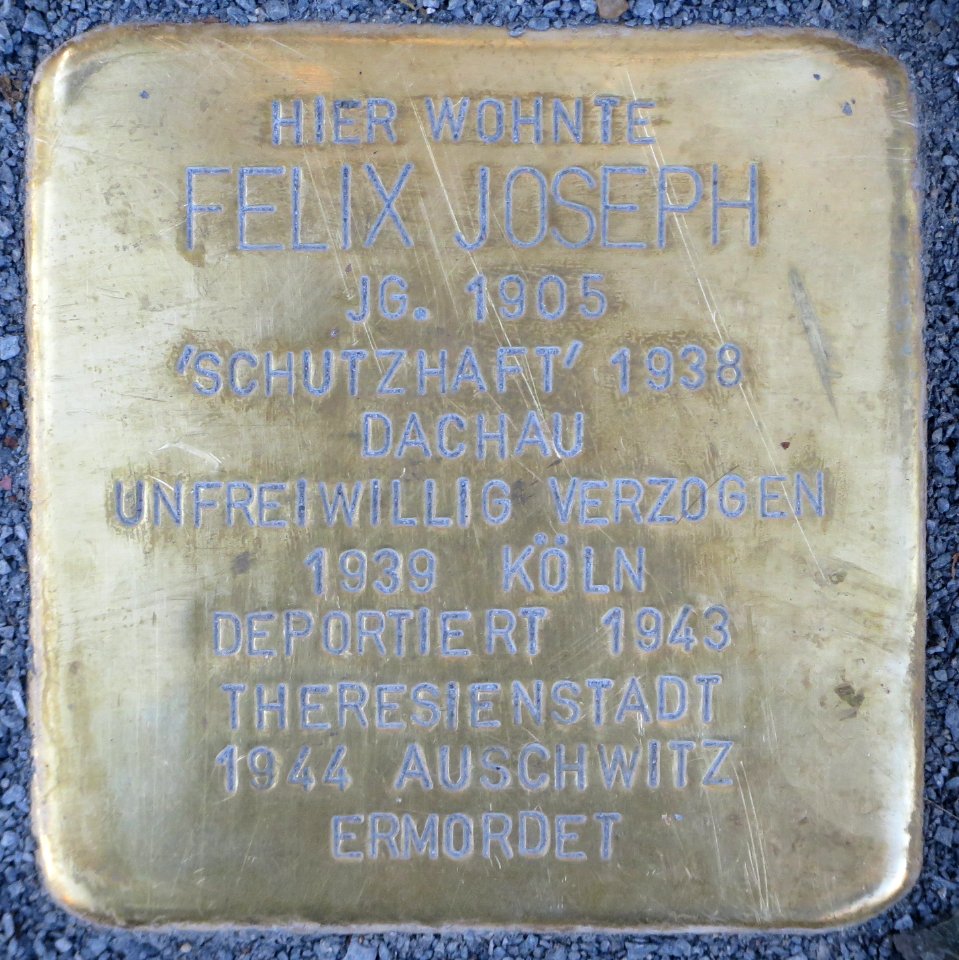 HIER WOHNTE
FELIX JOSEPH
JG. 1905
'SCHUTZHAFT' 1938
DACHAU
UNFREIWILLIG VERZOGEN
1939 KÖLN
DEPORTIERT 1943
THERESIENSTADT
1944 AUSCHWITZ
ERMORDET